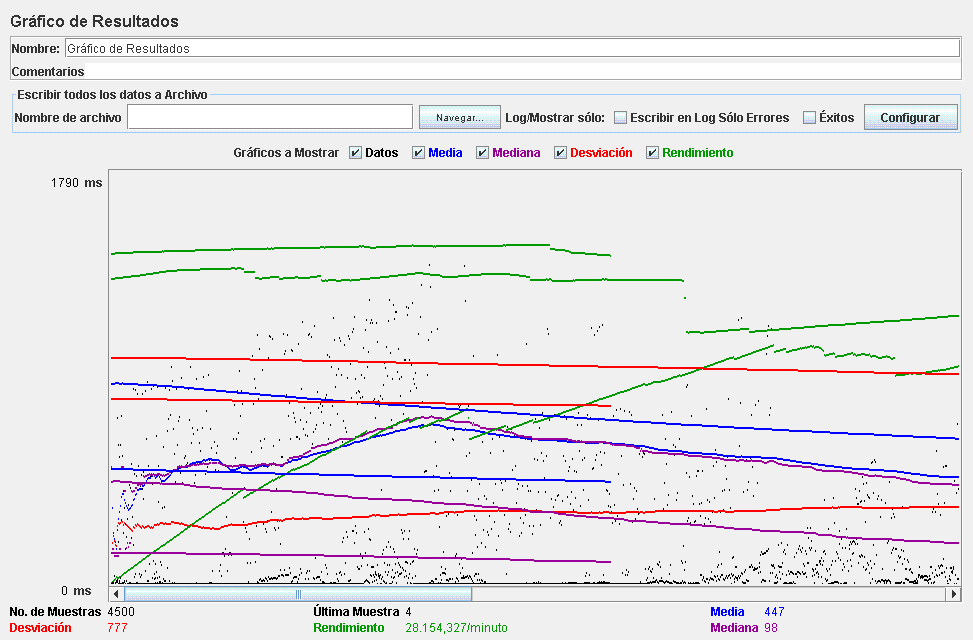 Gráfico de Resultados
Nombre: Gráfico de Resultados
Comentarios
Escribir todos los datos a Archivo
Nombre de archivo Navegar... Log/Mostrar sólo: Escribir en Log Sólo Errores Éxitos Configurar
Gráficos a Mostrar Datos Media Mediana Desviación Rendimiento
1790 ms
0 ms
No. de Muestras 4500 Última Muestra 4 Media 447
Desviación 777 Rendimiento 28.154,327/minuto Mediana 98